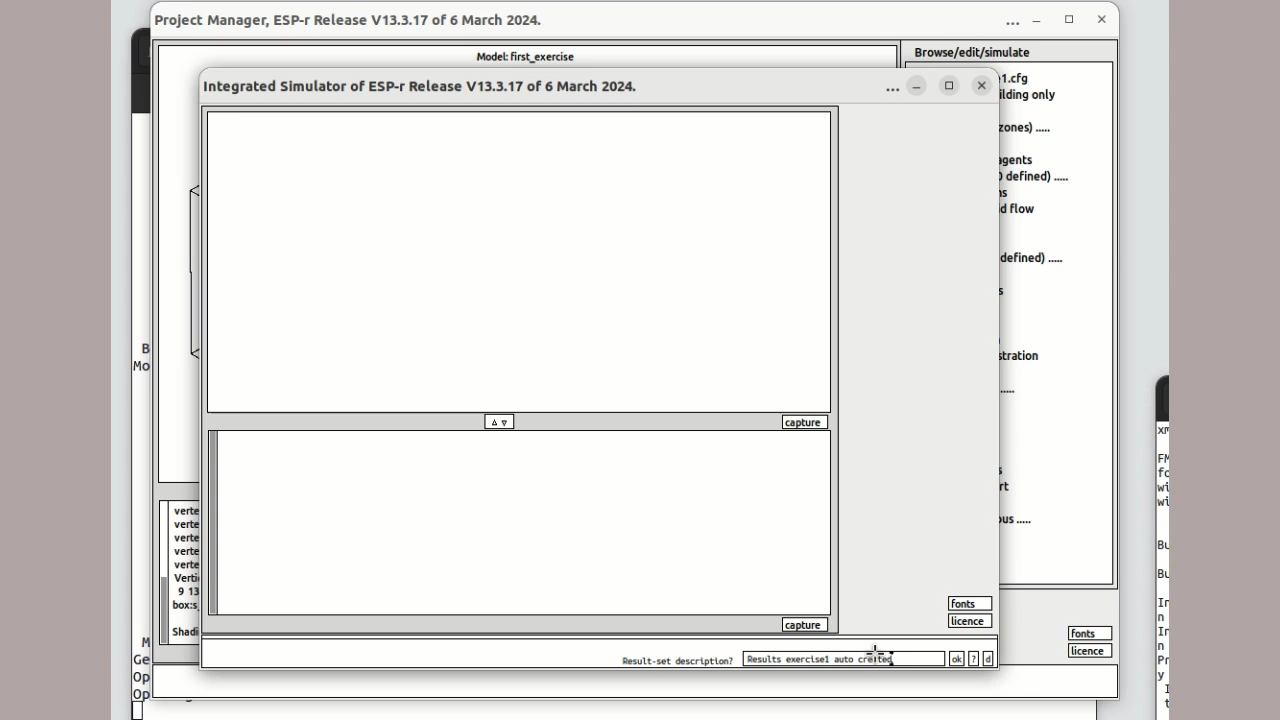 Project Manager, ESP-r Release V13.3.17 of 6 March 2024.
Model: first_exercise
Browse/edit/simulate
Integrated Simulator of ESP-r Release V13.3.17 of 6 March 2024.
1.cfg
ilding only
zones) .....
agents
0 defined) .....
ns
d flow
defined) .....
s
stration
.....
s
rt
ous .....
capture
B
Mo
verte
verte
verte
verte
verte
Verti
9 13
box:s_
Shadi
capture
fonts
licence
fonts
licence
Result-set description? Results exercise1 auto created ok ? d
M
Ge
Op
Op
xm
FM
fo
wi
wi
Bu
Bu
In
n
In
n
Pr
y
I
t